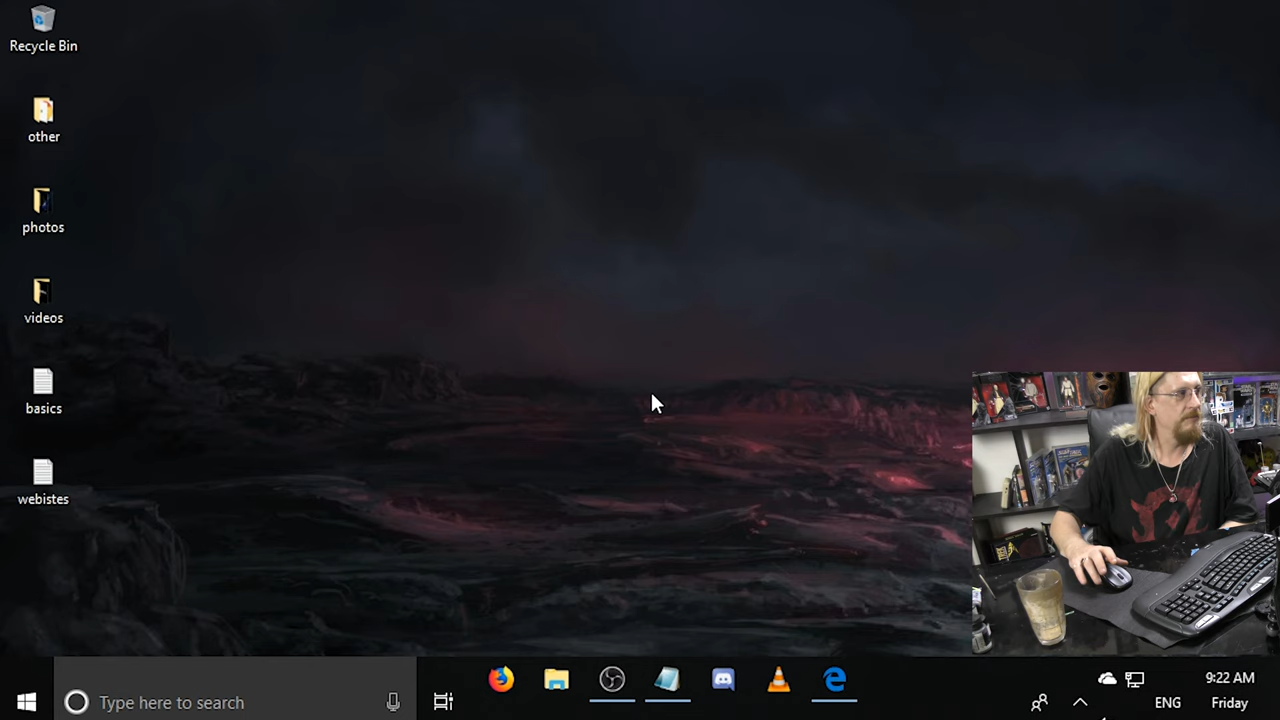 Recycle Bin
other
photos
videos
basics
webistes
Type here to search
9:22 AM
ENG
Friday